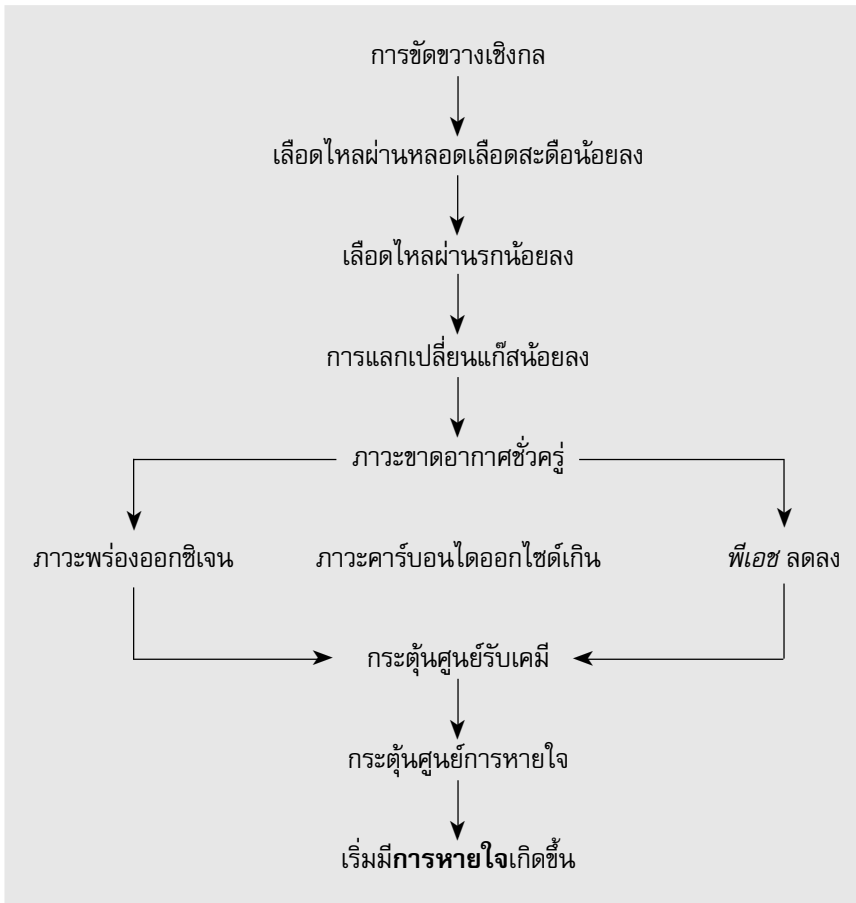 การขัดขวางเชิงกล
เลือดไหลผ่านหลอดเลือดสะดือน้อยลง
เลือดไหลผ่านรกน้อยลง
การแลกเปลี่ยนแก๊สน้อยลง
ภาวะขาดอากาศชั่วครู่
ภาวะพร่องออกซิเจน ภาวะคาร์บอนไดออกไซด์เกิน พีเอช ลดลง
กระตุ้นศูนย์รับเคมี
กระตุ้นศูนย์การหายใจ
เริ่มมีการหายใจเกิดขึ้น